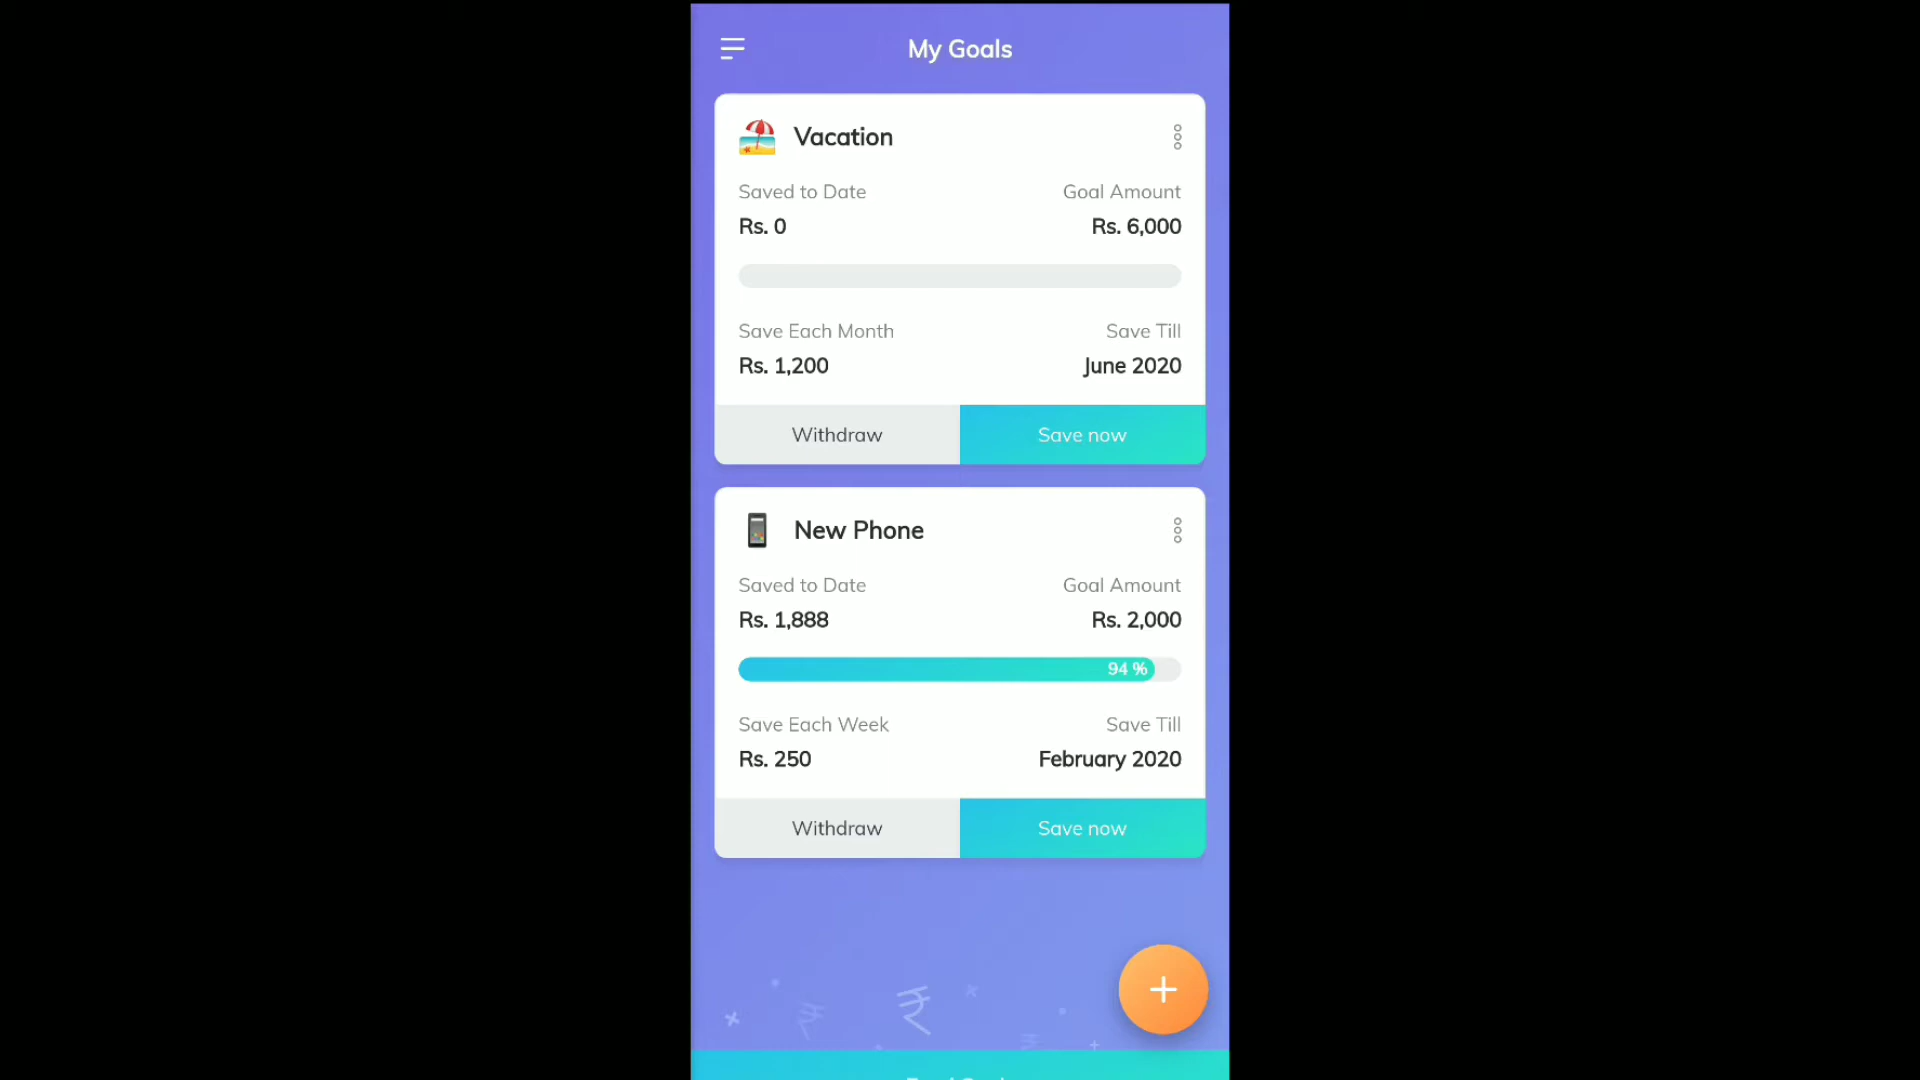 My Goals
Vacation
Saved to Date Goal Amount
Rs. 0 Rs. 6,000
Save Each Month Save Till
Rs. 1,200 June 2020
Withdraw Save now
New Phone
Saved to Date Goal Amount
Rs. 1,888 Rs. 2,000
94 %
Save Each Week Save Till
Rs. 250 February 2020
Withdraw Save now
₹ ₹ ₹